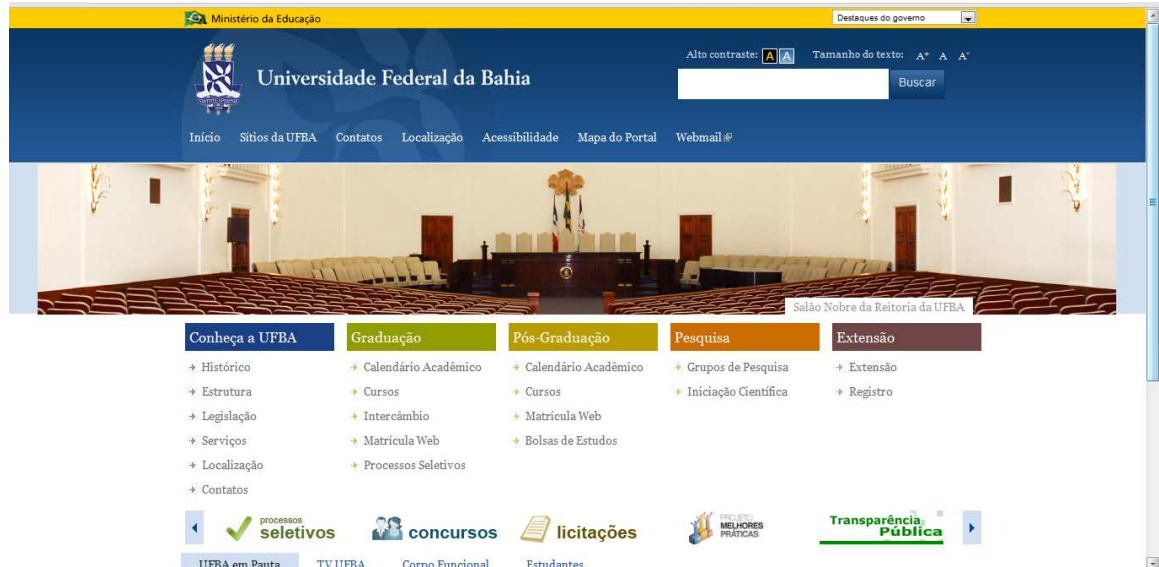 Ministério da Educação
Destaques do governo
Alto contraste: A A Tamanho do texto: A+ A A-
Universidade Federal da Bahia
Buscar
Início Sítios da UFBA Contatos Localização Acessibilidade Mapa do Portal Webmail
Salão Nobre da Reitoria da UFBA
Conheça a UFBA
Histórico
Estrutura
Legislação
Serviços
Localização
Contatos
Graduação
Calendário Acadêmico
Cursos
Intercâmbio
Matrícula Web
Processos Seletivos
Pós-Graduação
Calendário Acadêmico
Cursos
Matrícula Web
Bolsas de Estudos
Pesquisa
Grupos de Pesquisa
Iniciação Científica
Extensão
Extensão
Registro
processos
seletivos
concursos
licitações
PROJETO
MELHORES
PRÁTICAS
Transparência
Pública
UFBA em Pauta TV UFBA Corpo Funcional Estudantes